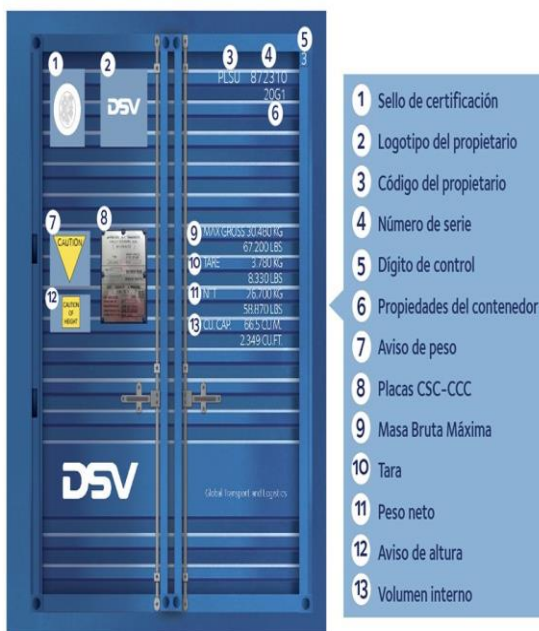 1
2
3
4
5
PLSU 872310
3
20G1
6
DSV
7
8
CAUTION
9
MAX GROSS 30.480 KG
67.200 LBS
10
TARE 3.780 KG
8.330 LBS
11
NET 26.700 KG
58.870 LBS
12
CAUTION
OF
HEIGHT
13
CU. CAP. 66.5 CU.M.
2.349 CU.FT.
DSV
Global Transport and Logistics
1 Sello de certificación
2 Logotipo del propietario
3 Código del propietario
4 Número de serie
5 Dígito de control
6 Propiedades del contenedor
7 Aviso de peso
8 Placas CSC-CCC
9 Masa Bruta Máxima
10 Tara
11 Peso neto
12 Aviso de altura
13 Volumen interno